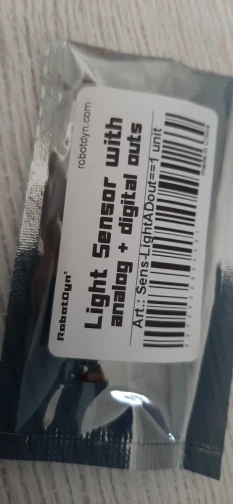 robotdyn.com
RobotDyn®
Light Sensor with
analog + digital outs
Art.: Sens-LightADout==1 unit